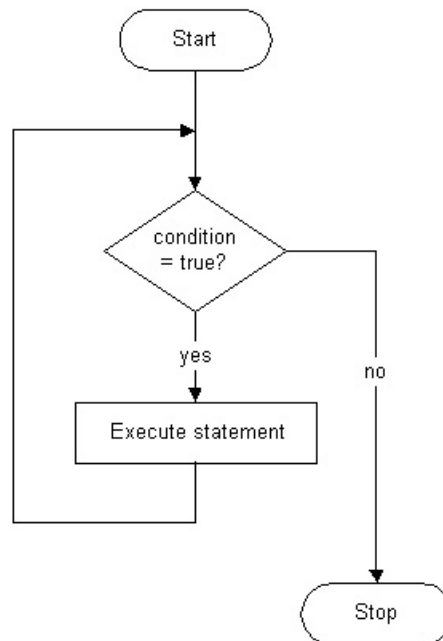 Start
condition
= true?
yes
no
Execute statement
Stop